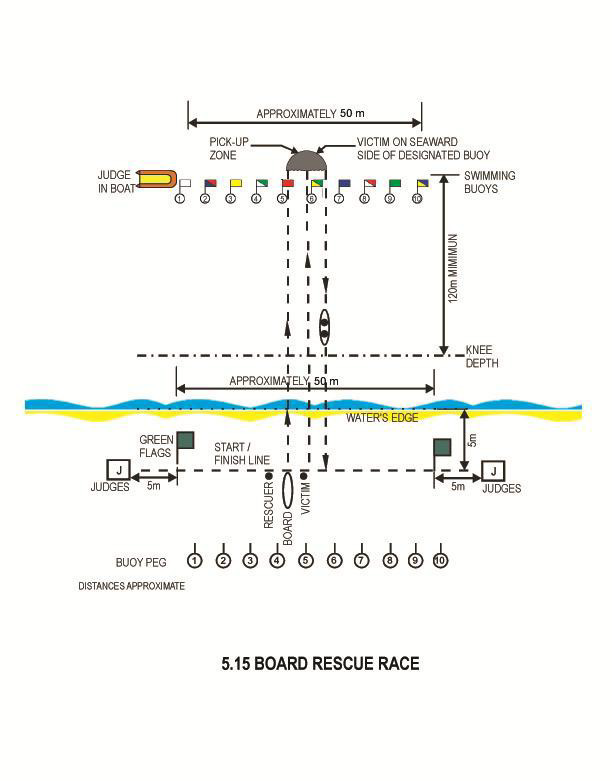 APPROXIMATELY 50 m
PICK-UP
ZONE
VICTIM ON SEAWARD
SIDE OF DESIGNATED BUOY
JUDGE
IN BOAT
SWIMMING
BUOYS
1 2 3 4 5 6 7 8 9 10
120m MIMIMUN
KNEE
DEPTH
APPROXIMATELY 50 m
WATER'S EDGE
GREEN
FLAGS
START /
FINISH LINE
5m
J
JUDGES
5m
RESCUER
BOARD
VICTIM
5m
J
JUDGES
BUOY PEG 1 2 3 4 5 6 7 8 9 10
DISTANCES APPROXIMATE
5.15 BOARD RESCUE RACE